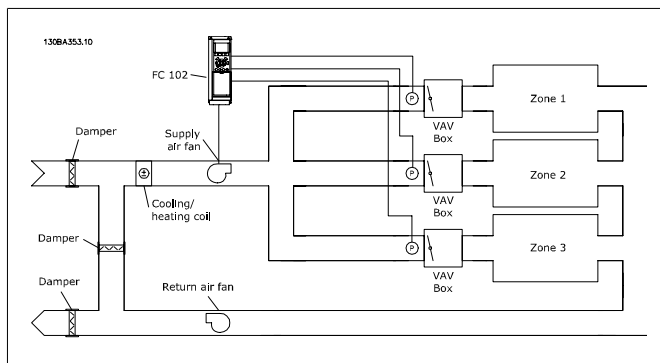 130BA353.10
FC 102
Damper
Supply
air fan
Cooling/
heating coil
Damper
Damper
Return air fan
P
VAV
Box
Zone 1
P
VAV
Box
Zone 2
P
VAV
Box
Zone 3